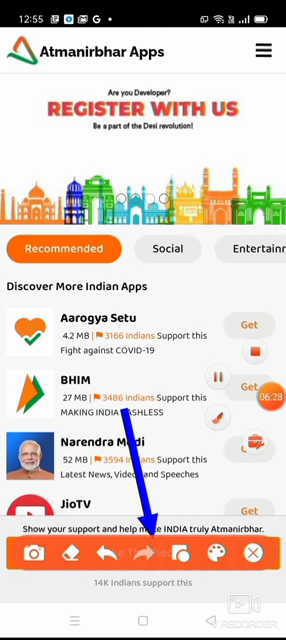 12:55
55
Atmanirbhar Apps
Are you Developer?
REGISTER WITH US
Be a part of the Desi revolution!
Recommended
Social
Entertainn
Discover More Indian Apps
Aarogya Setu
4.2 MB | 3166 Indians Support this
Fight against COVID-19
Get
BHIM
27 MB | 3486 Indians Support this
MAKING INDIA CASHLESS
Get
06:28
Narendra Modi
52 MB | 3594 Indians Support this
Latest News, Video and Speeches
JioTV
Get
Show your support and help make INDIA truly Atmanirbhar.
14K Indians support this
RECORDER